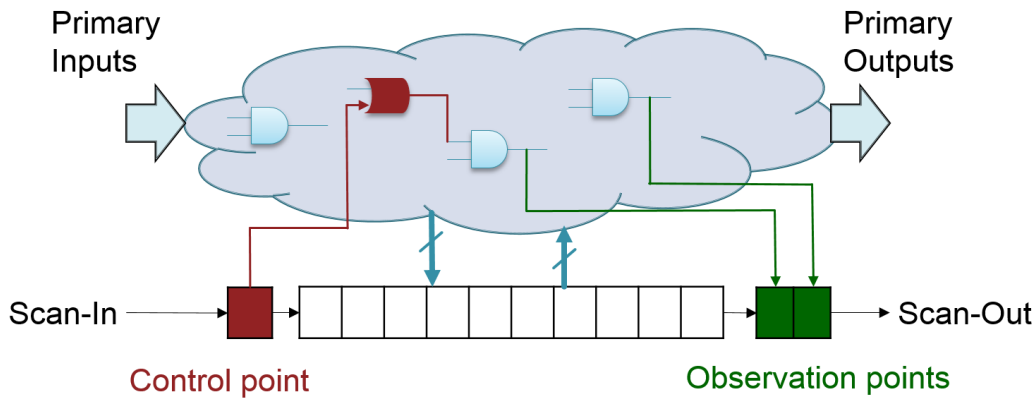 Primary
Inputs
Primary
Outputs
Scan-In
Scan-Out
Control point
Observation points